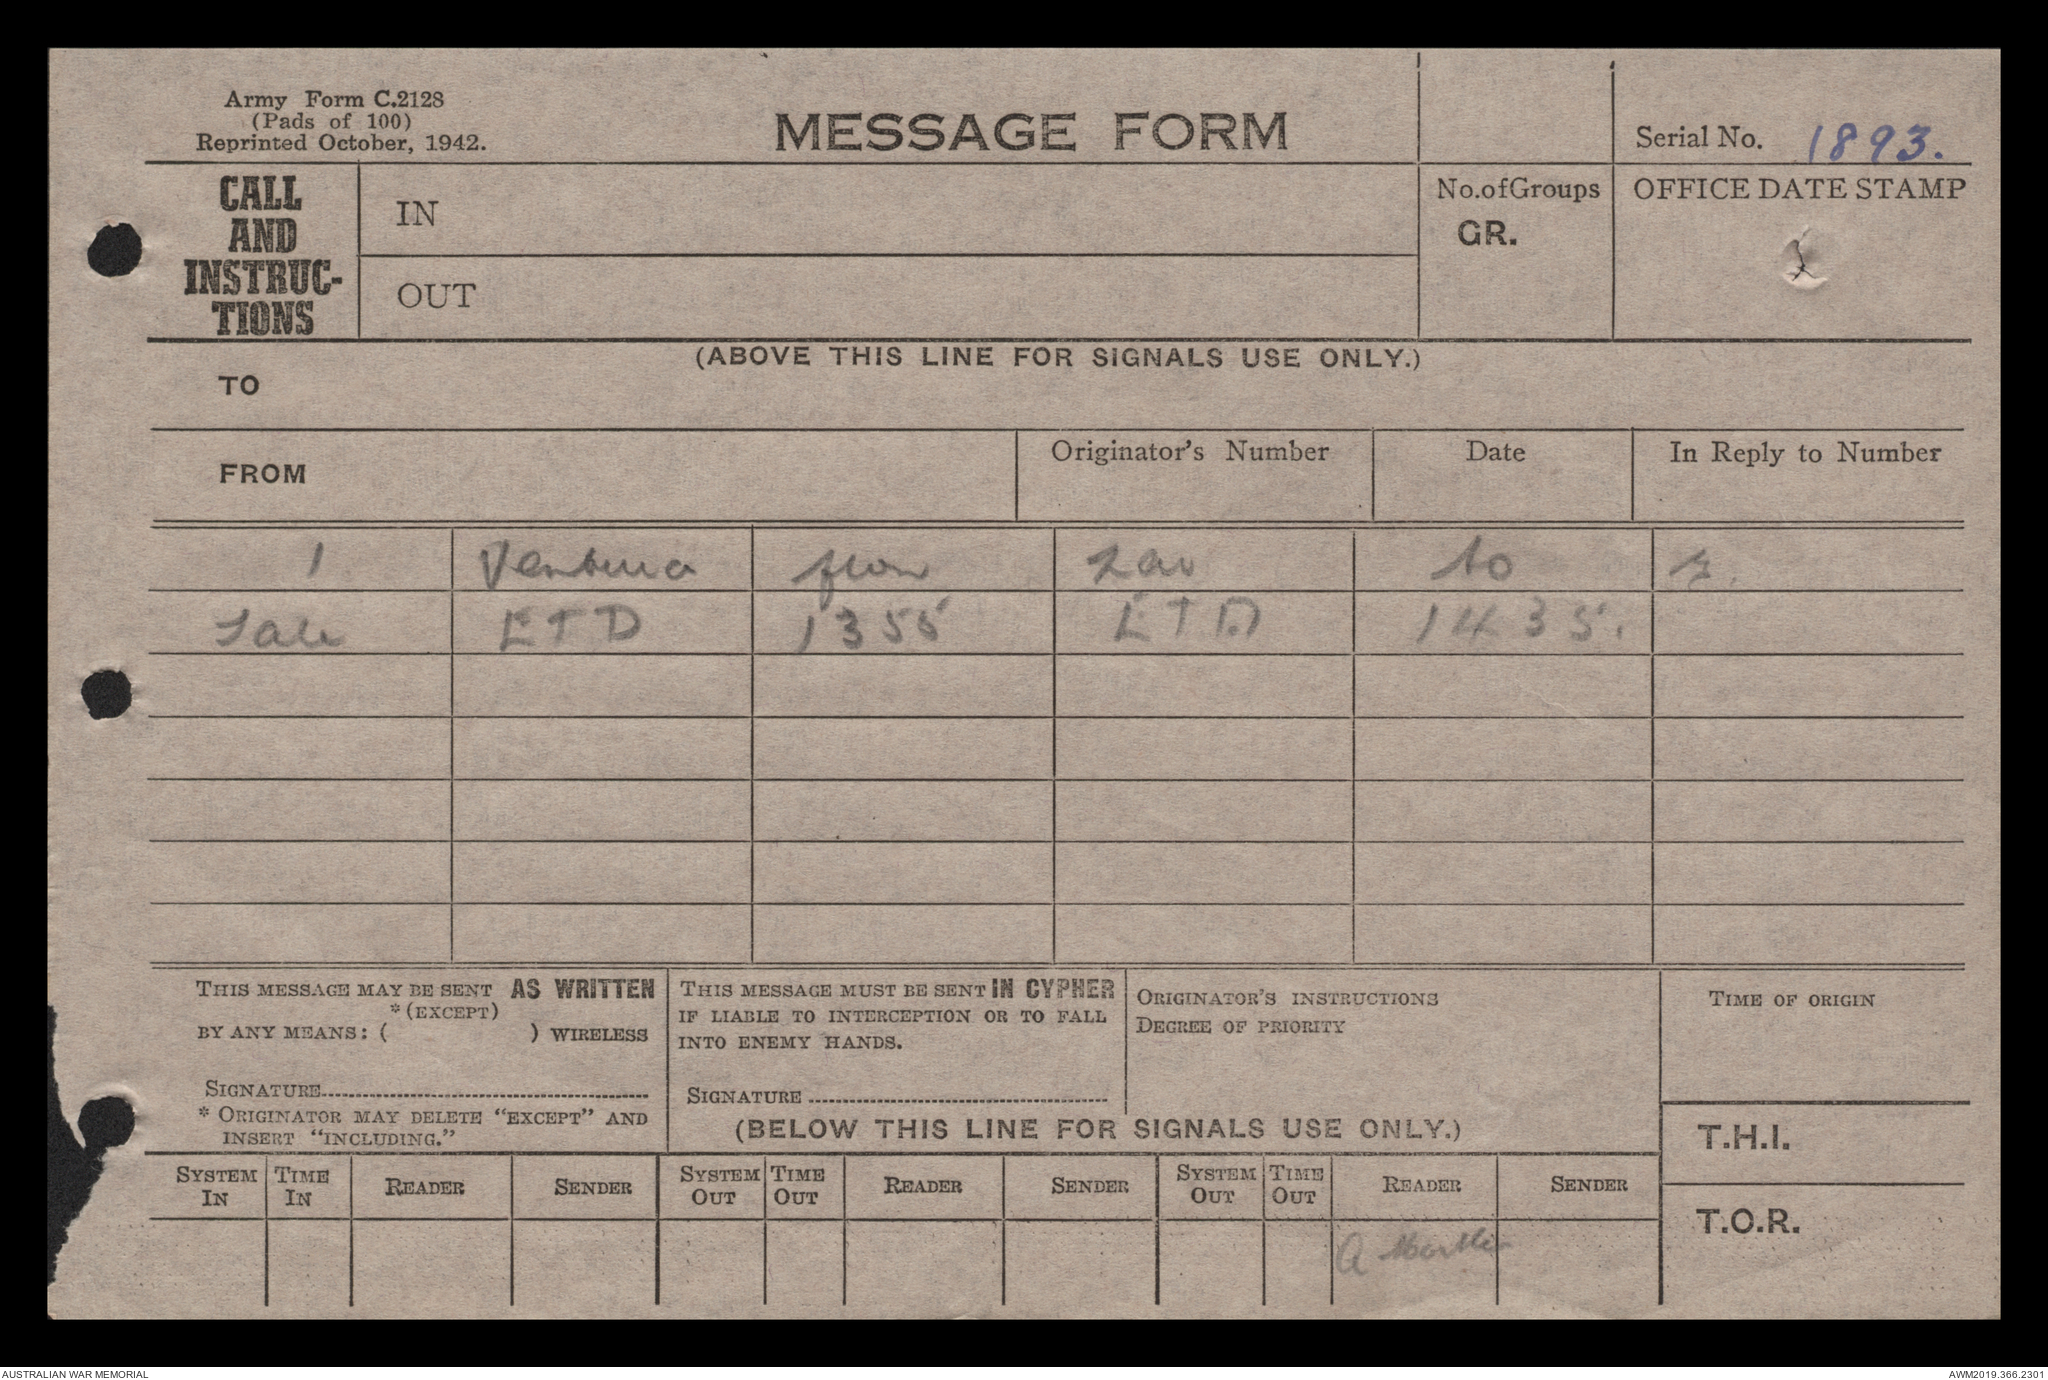 Army Form C.2128
(Pads of 100)
Reprinted October, 1942.
MESSAGE FORM
Serial No. 1893.
CALL
AND
INSTRUC-
TIONS
IN
OUT
No.ofGroups
GR.
OFFICE DATE STAMP
(ABOVE THIS LINE FOR SIGNALS USE ONLY.)
TO
FROM
Originator's Number
Date
In Reply to Number
1 Ventura from Lav to
Sale ETD 1355 ETA 1435.
THIS MESSAGE MAY BE SENT AS WRITTEN
*(EXCEPT)
BY ANY MEANS: ( ) WIRELESS
SIGNATURE
* ORIGINATOR MAY DELETE "EXCEPT" AND
INSERT "INCLUDING."
THIS MESSAGE MUST BE SENT IN CYPHER
IF LIABLE TO INTERCEPTION OR TO FALL
INTO ENEMY HANDS.
SIGNATURE
ORIGINATOR'S INSTRUCTIONS
DEGREE OF PRIORITY
TIME OF ORIGIN
(BELOW THIS LINE FOR SIGNALS USE ONLY.)
T.H.I.
T.O.R.
SYSTEM IN
TIME IN
READER
SENDER
SYSTEM OUT
TIME OUT
READER
SENDER
SYSTEM OUT
TIME OUT
READER
SENDER
A Martin
AUSTRALIAN WAR MEMORIAL
AWM2019.366.2301